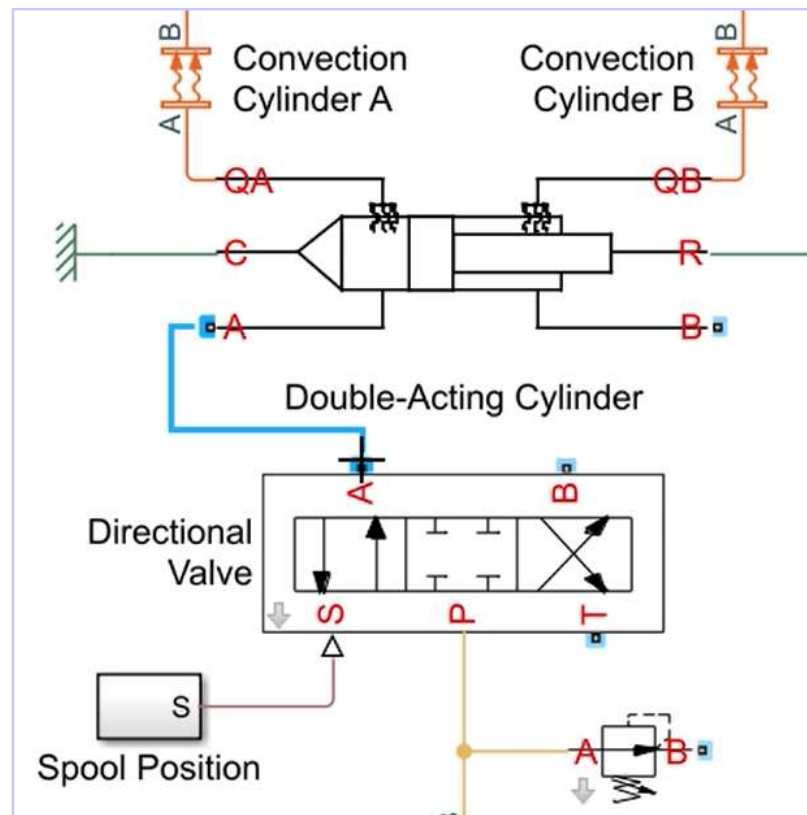 B
B
Convection
Cylinder A
Convection
Cylinder B
A
A
QA
QB
C
R
A
B
Double-Acting Cylinder
A
B
Directional
Valve
S
P
T
S
A
B
Spool Position